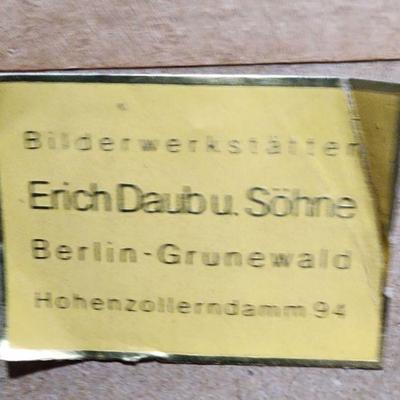 Bilderwerkstätten
Erich Daub u. Söhne
Berlin-Grunewald
Hohenzollerndamm 94